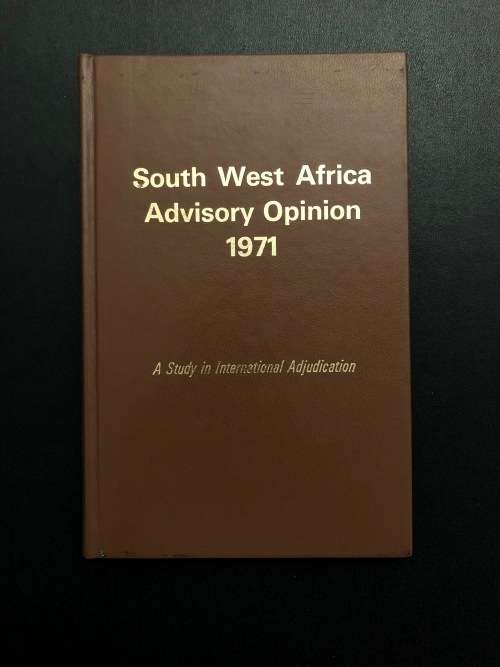 South West Africa
Advisory Opinion
1971
A Study in International Adjudication